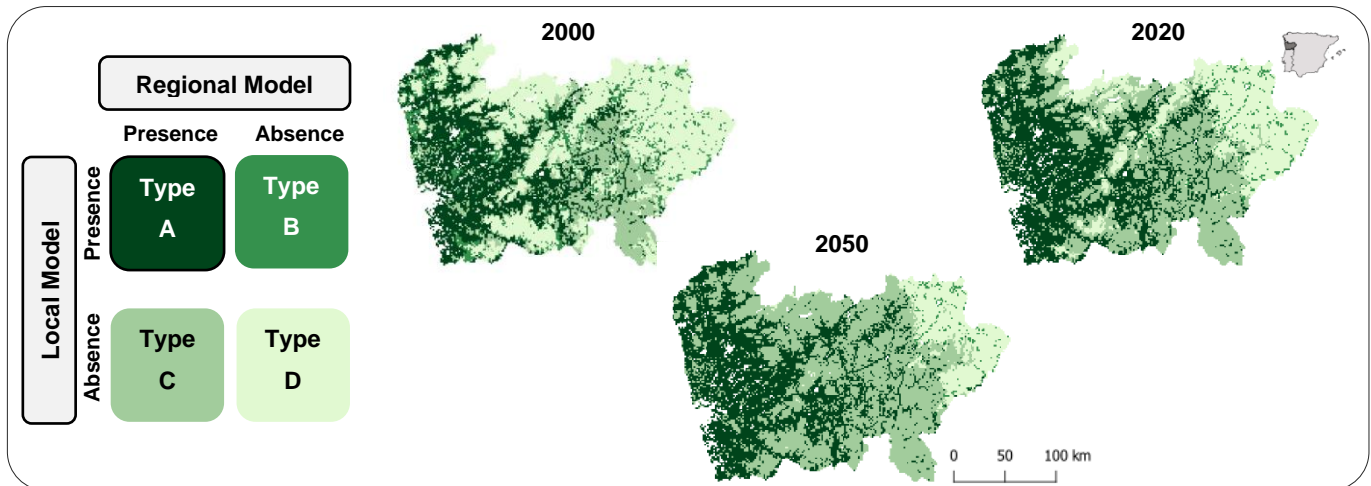 2000
2020
Regional Model
Presence
Absence
Local Model
Presence
Absence
Type
A
Type
B
Type
C
Type
D
2050
0
50
100 km